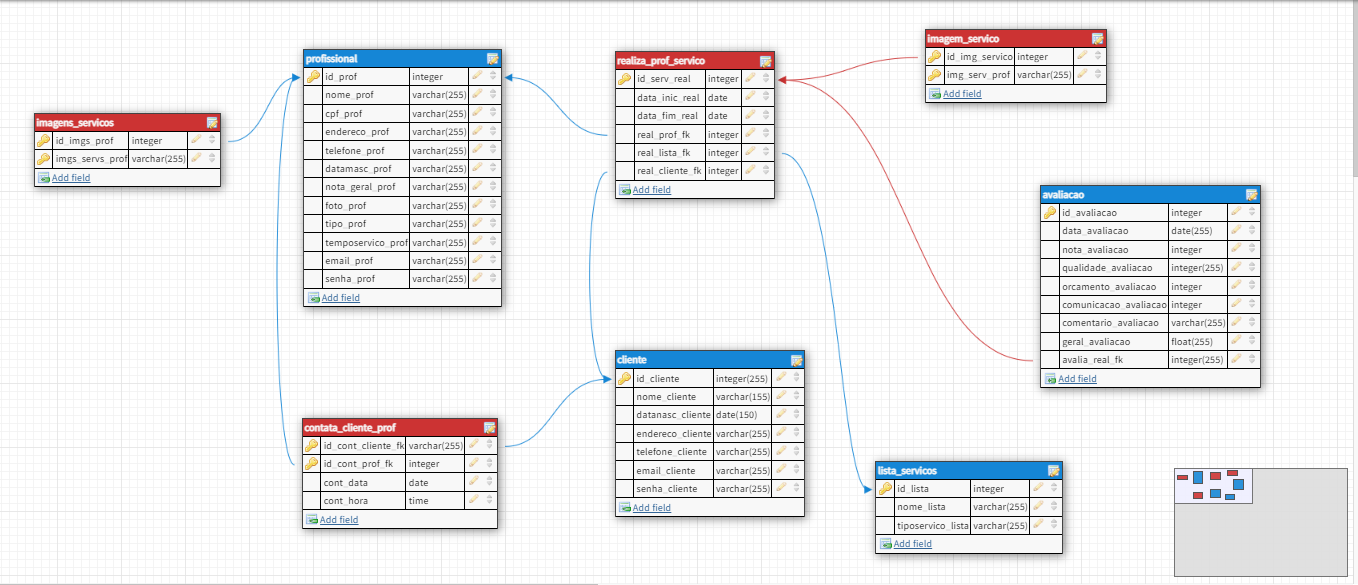 imagens_servicos
id_imgs_prof integer
imgs_servs_prof varchar(255)
Add field
profissional
id_prof integer
nome_prof varchar(255)
cpf_prof varchar(255)
endereco_prof varchar(255)
telefone_prof varchar(255)
datamasc_prof varchar(255)
nota_geral_prof varchar(255)
foto_prof varchar(255)
tipo_prof varchar(255)
temposervico_prof varchar(255)
email_prof varchar(255)
senha_prof varchar(255)
Add field
contata_cliente_prof
id_cont_cliente_fk varchar(255)
id_cont_prof_fk integer
cont_data date
cont_hora time
Add field
realiza_prof_servico
id_serv_real integer
data_inic_real date
data_fim_real date
real_prof_fk integer
real_lista_fk integer
real_cliente_fk integer
Add field
cliente
id_cliente integer(255)
nome_cliente varchar(155)
datanasc_cliente date(150)
endereco_cliente varchar(255)
telefone_cliente varchar(255)
email_cliente varchar(255)
senha_cliente varchar(255)
Add field
imagem_servico
id_img_servico integer
img_serv_prof varchar(255)
Add field
avaliacao
id_avaliacao integer
data_avaliacao date(255)
nota_avaliacao integer
qualidade_avaliacao integer(255)
orcamento_avaliacao integer
comunicacao_avaliacao integer
comentario_avaliacao varchar(255)
geral_avaliacao float(255)
avalia_real_fk integer(255)
Add field
lista_servicos
id_lista integer
nome_lista varchar(255)
tiposervico_lista varchar(255)
Add field